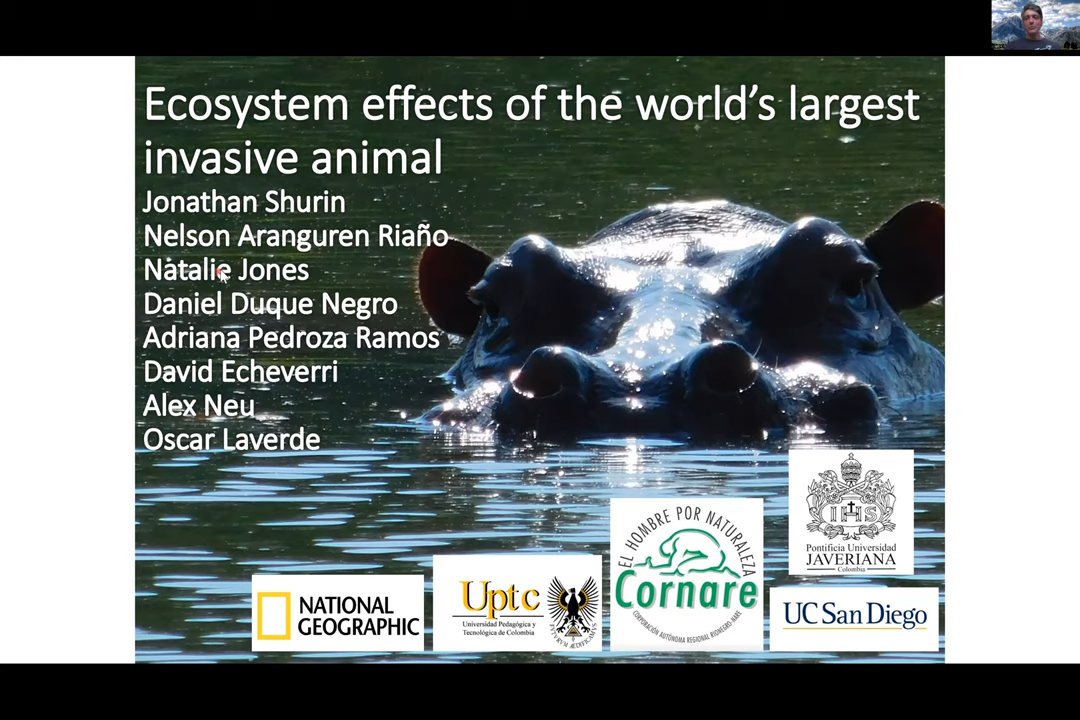 Ecosystem effects of the world's largest
invasive animal
Jonathan Shurin
Nelson Aranguren Riaño
Natalie Jones
Daniel Duque Negro
Adriana Pedroza Ramos
David Echeverri
Alex Neu
Oscar Laverde
NATIONAL
GEOGRAPHIC
Uptc
Universidad Pedagógica y
Tecnológica de Colombia
EL HOMBRE POR NATURALEZA
Cornare
CORPORACIÓN AUTÓNOMA REGIONAL RIONEGRO-NARE
IHS
Pontificia Universidad
JAVERIANA
Colombia
UC San Diego